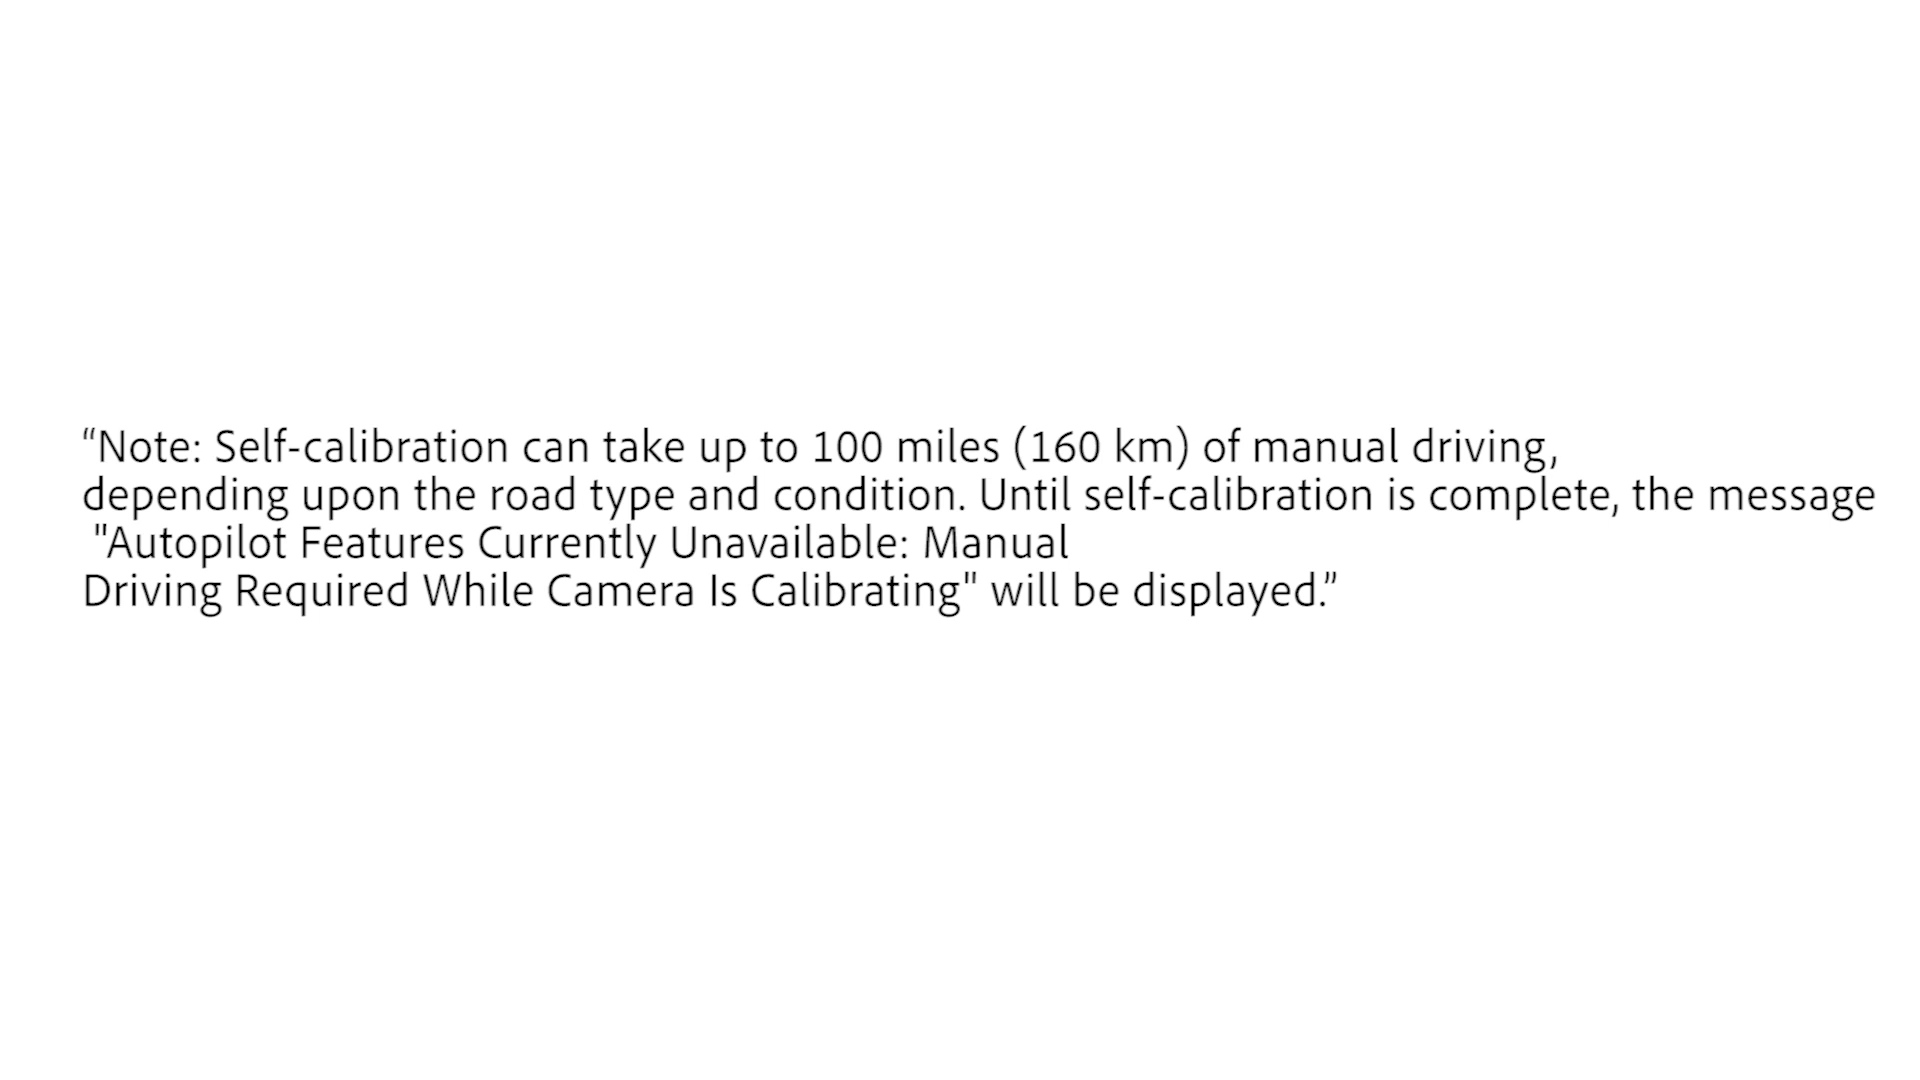 “Note: Self-calibration can take up to 100 miles (160 km) of manual driving,
depending upon the road type and condition. Until self-calibration is complete, the message
"Autopilot Features Currently Unavailable: Manual
Driving Required While Camera Is Calibrating" will be displayed.”